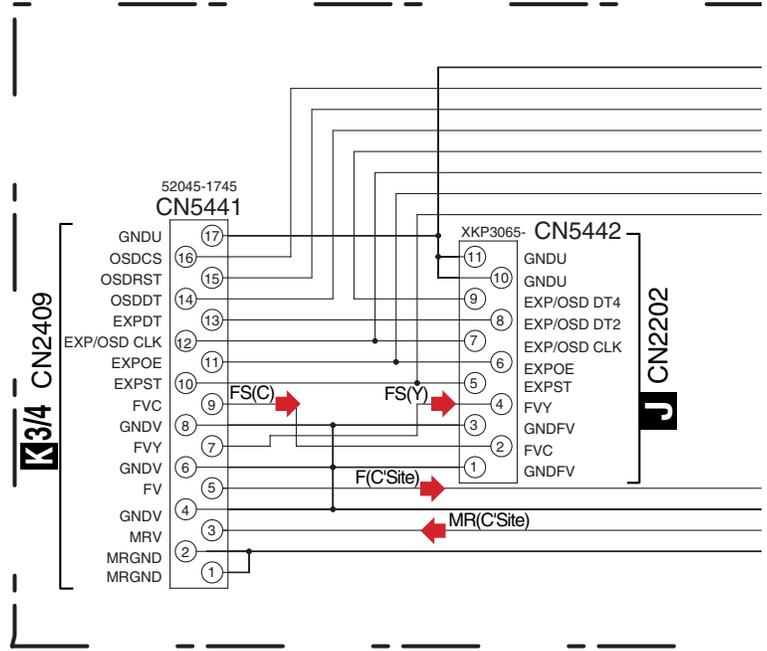 52045-1745
CN5441
K 3/4 CN2409
GNDU 17
OSDCS 16
OSDRST 15
OSDDT 14
EXPDT 13
EXP/OSD CLK 12
EXPOE 11
EXPST 10
FVC 9
GNDV 8
FVY 7
GNDV 6
FV 5
GNDV 4
MRV 3
MRGND 2
MRGND 1
FS(C)
FS(Y)
F(C'Site)
MR(C'Site)
XKP3065- CN5442
11 GNDU
10 GNDU
9 EXP/OSD DT4
8 EXP/OSD DT2
7 EXP/OSD CLK
6 EXPOE
5 EXPST
4 FVY
3 GNDFV
2 FVC
1 GNDFV
J CN2202